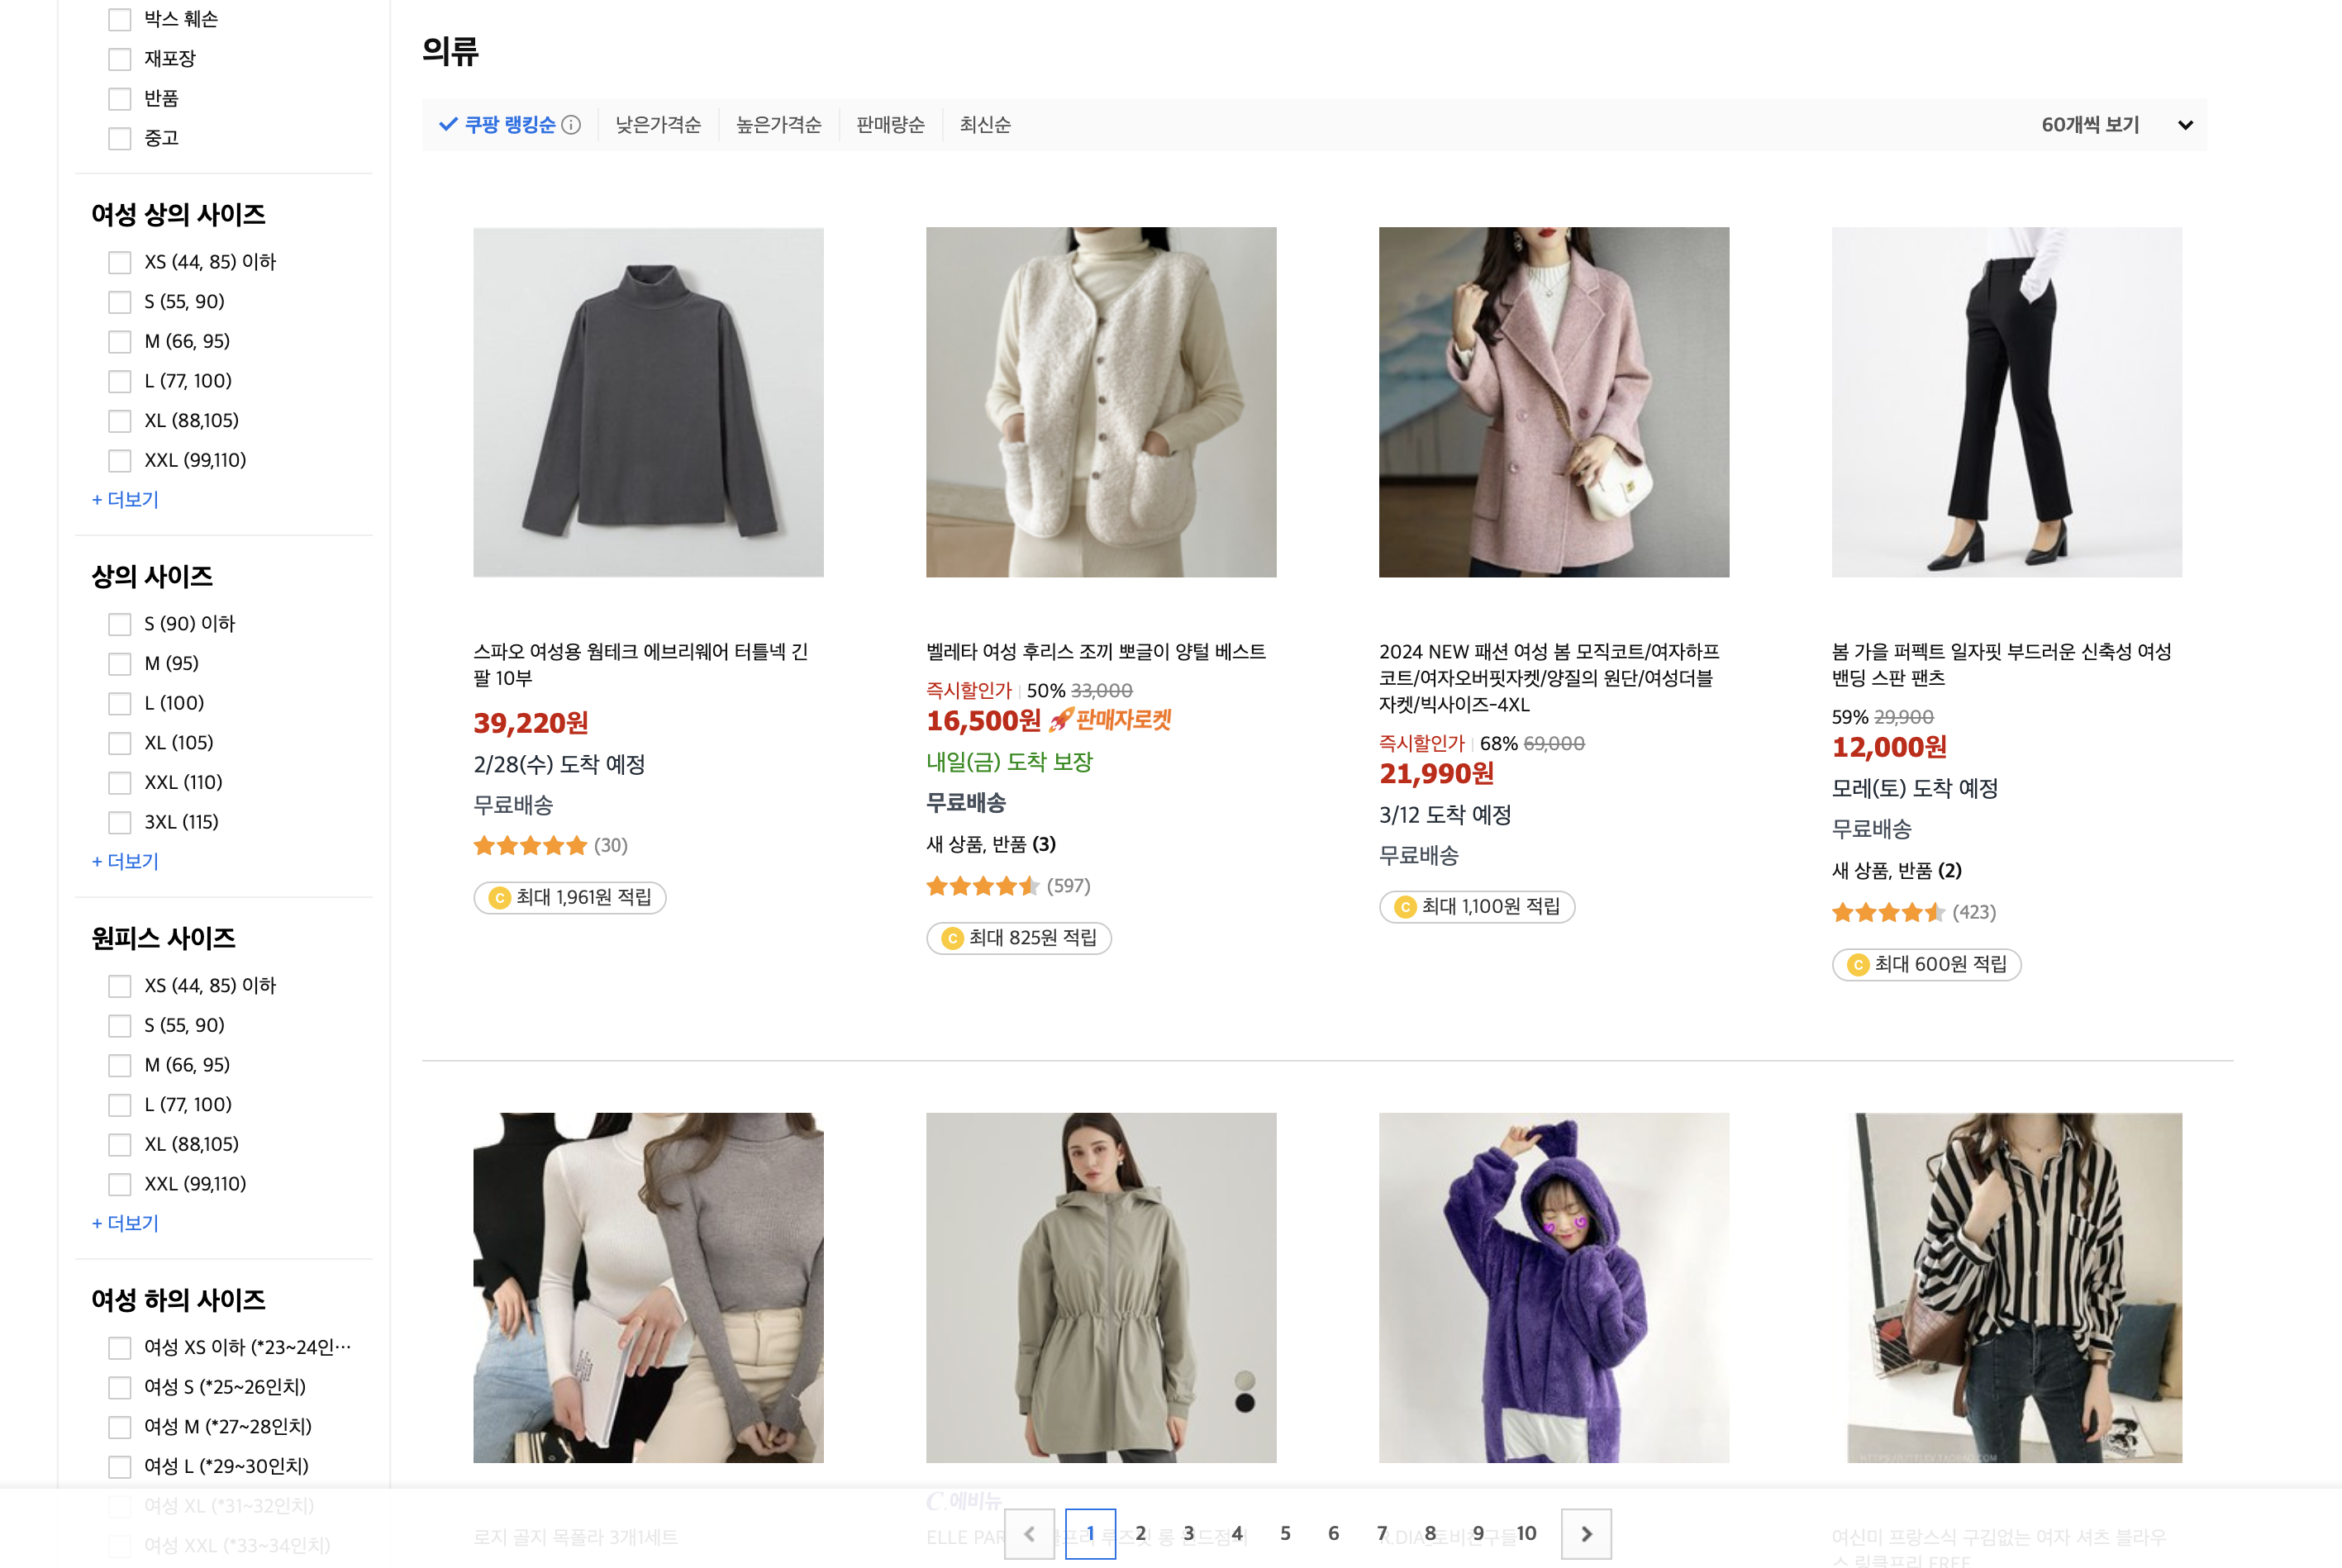 박스 훼손
재포장
반품
중고
여성 상의 사이즈
XS (44, 85) 이하
S (55, 90)
M (66, 95)
L (77, 100)
XL (88,105)
XXL (99,110)
+ 더보기
상의 사이즈
S (90) 이하
M (95)
L (100)
XL (105)
XXL (110)
3XL (115)
+ 더보기
원피스 사이즈
XS (44, 85) 이하
S (55, 90)
M (66, 95)
L (77, 100)
XL (88,105)
XXL (99,110)
+ 더보기
여성 하의 사이즈
여성 XS 이하 (*23~24인…
여성 S (*25~26인치)
여성 M (*27~28인치)
여성 L (*29~30인치)
여성 XL (*31~32인치)
여성 XXL (*33~34인치)
의류
쿠팡 랭킹순
낮은가격순
높은가격순
판매량순
최신순
60개씩 보기
스파오 여성용 웜테크 에브리웨어 터틀넥 긴
팔 10부
39,220원
2/28(수) 도착 예정
무료배송
(30)
최대 1,961원 적립
벨레타 여성 후리스 조끼 뽀글이 양털 베스트
즉시할인가 50% 33,000
16,500원 판매자로켓
내일(금) 도착 보장
무료배송
새 상품, 반품 (3)
(597)
최대 825원 적립
2024 NEW 패션 여성 봄 모직코트/여자하프
코트/여자오버핏자켓/양질의 원단/여성더블
자켓/빅사이즈-4XL
즉시할인가 68% 69,000
21,990원
3/12 도착 예정
무료배송
최대 1,100원 적립
봄 가을 퍼펙트 일자핏 부드러운 신축성 여성
밴딩 스판 팬츠
59% 29,900
12,000원
모레(토) 도착 예정
무료배송
새 상품, 반품 (2)
(423)
최대 600원 적립
로지 골지 목폴라 3개1세트
C.에비뉴
ELLE 루즈핏 롱
여신미 프랑스식 구김없는 여자 셔츠 블라우
스 링클프리 FREE
1 2 3 4 5 6 7 8 9 10